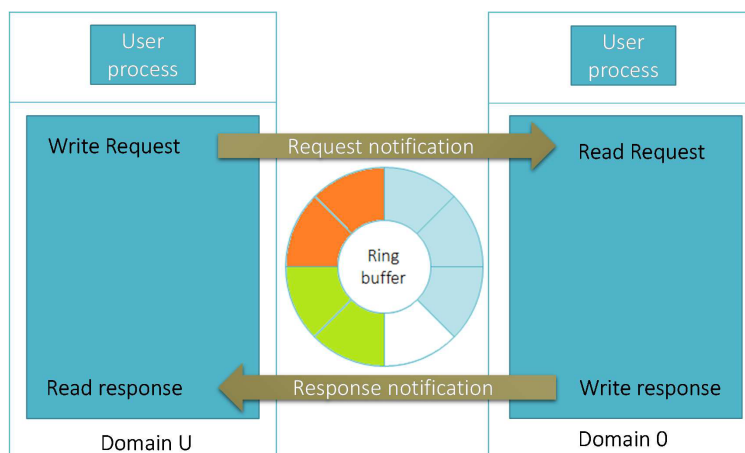 User
process
User
process
Write Request
Request notification
Read Request
Ring
buffer
Read response
Response notification
Write response
Domain U
Domain 0